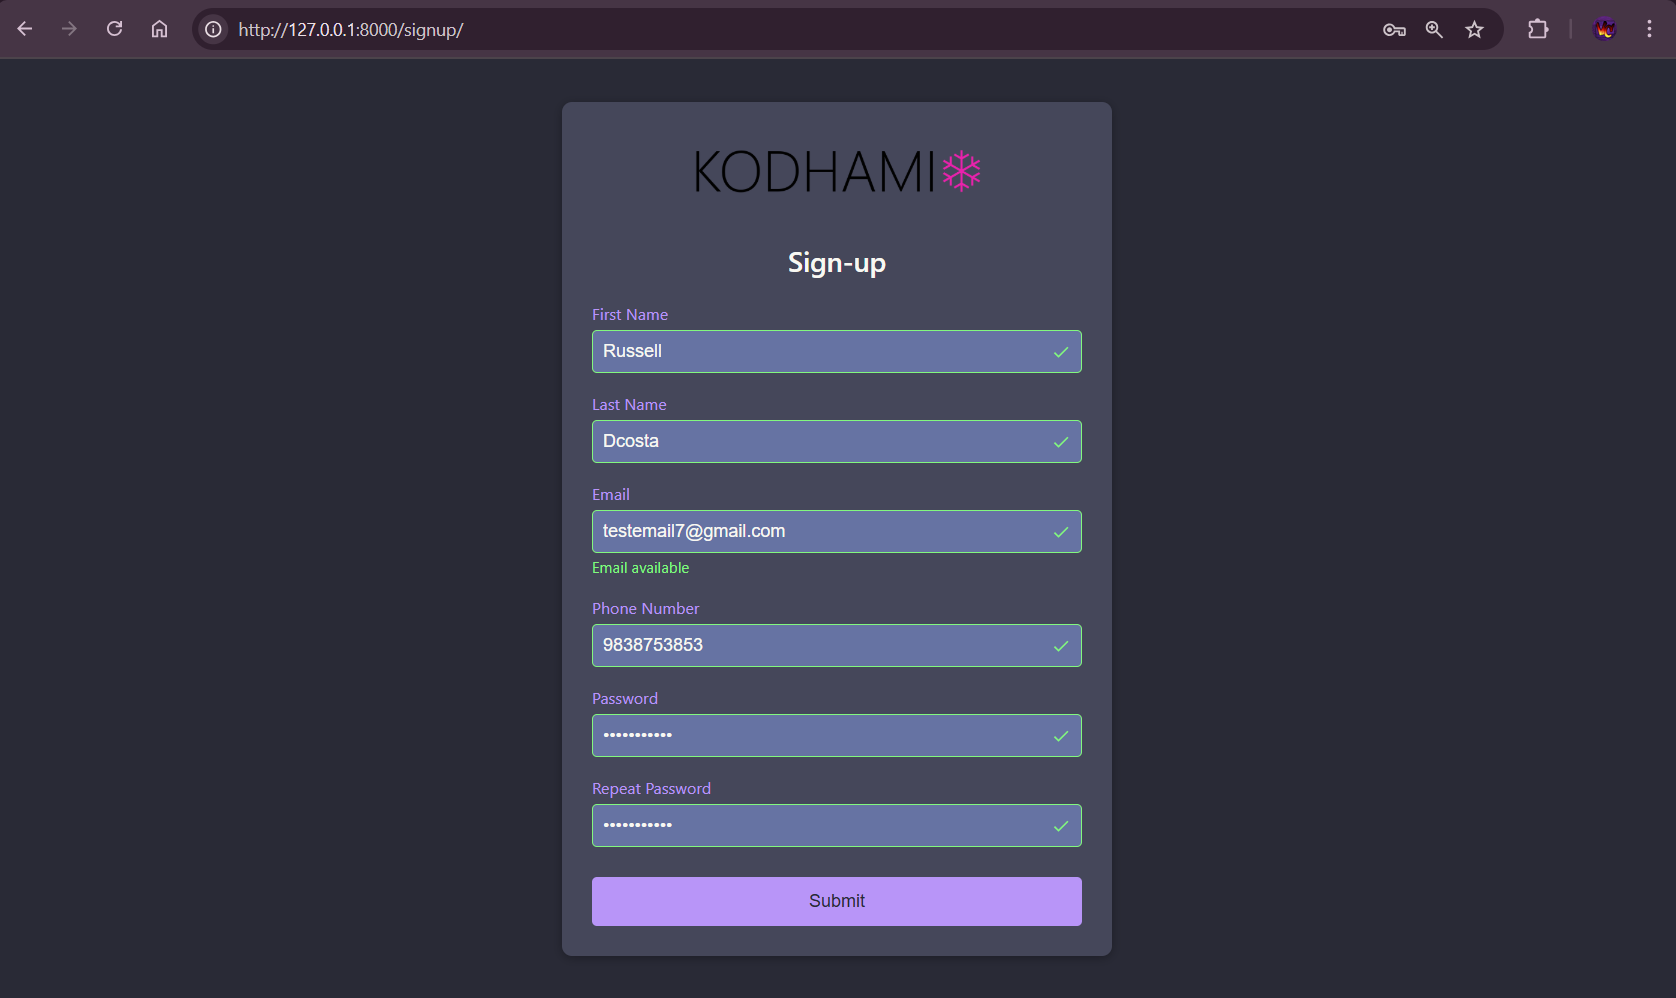 http://127.0.0.1:8000/signup/
KODHAMI
Sign-up
First Name
Russell
Last Name
Dcosta
Email
testemail7@gmail.com
Email available
Phone Number
9838753853
Password
•••••••••••
Repeat Password
•••••••••••
Submit